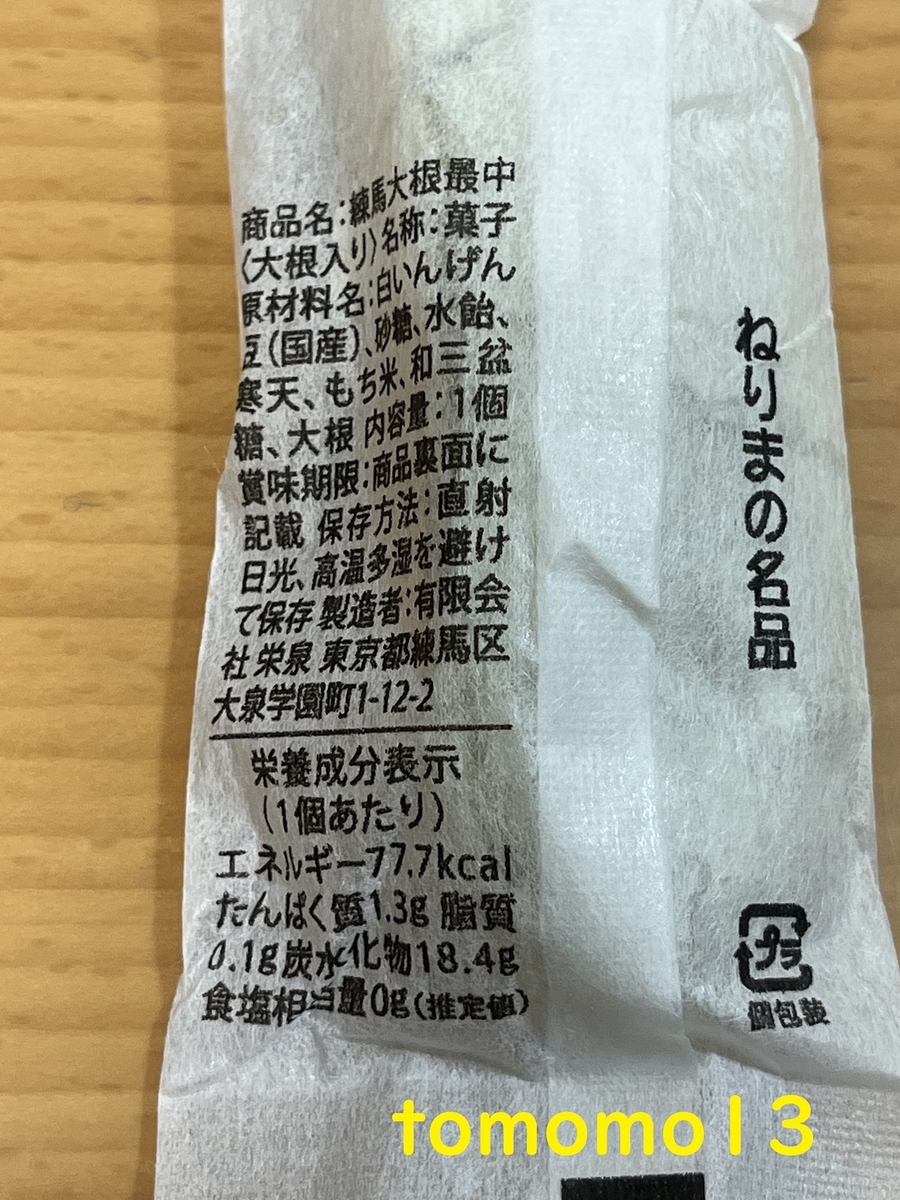 商品名:練馬大根最中
〈大根入り〉名称:菓子
原材料名:白いんげん
豆(国産)、砂糖、水飴、
寒天、もち米、和三盆
糖、大根 内容量:1個
賞味期限:商品裏面に
記載 保存方法:直射
日光、高温多湿を避け
て保存 製造者:有限会
社 栄泉 東京都練馬区
大泉学園町1-12-2
栄養成分表示
(1個あたり)
エネルギー77.7kcal
たんぱく質1.3g 脂質
0.1g 炭水化物18.4g
食塩相当量0g(推定値)
ねりまの名品
プラ
個包装
tomomo13